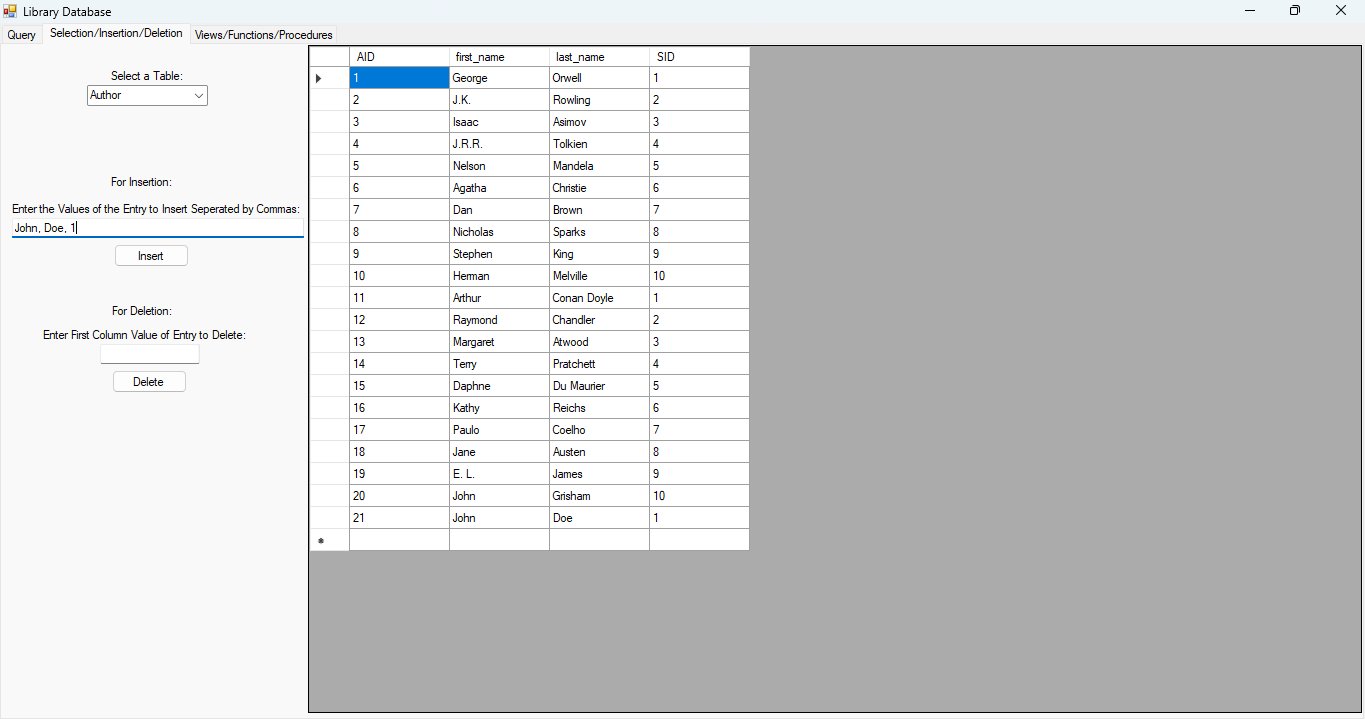 Library Database
Query Selection/Insertion/Deletion Views/Functions/Procedures
Select a Table:
Author
For Insertion:
Enter the Values of the Entry to Insert Seperated by Commas:
John, Doe, 1
Insert
For Deletion:
Enter First Column Value of Entry to Delete:
Delete
AID first_name last_name SID
1 George Orwell 1
2 J.K. Rowling 2
3 Isaac Asimov 3
4 J.R.R. Tolkien 4
5 Nelson Mandela 5
6 Agatha Christie 6
7 Dan Brown 7
8 Nicholas Sparks 8
9 Stephen King 9
10 Herman Melville 10
11 Arthur Conan Doyle 1
12 Raymond Chandler 2
13 Margaret Atwood 3
14 Terry Pratchett 4
15 Daphne Du Maurier 5
16 Kathy Reichs 6
17 Paulo Coelho 7
18 Jane Austen 8
19 E. L. James 9
20 John Grisham 10
21 John Doe 1